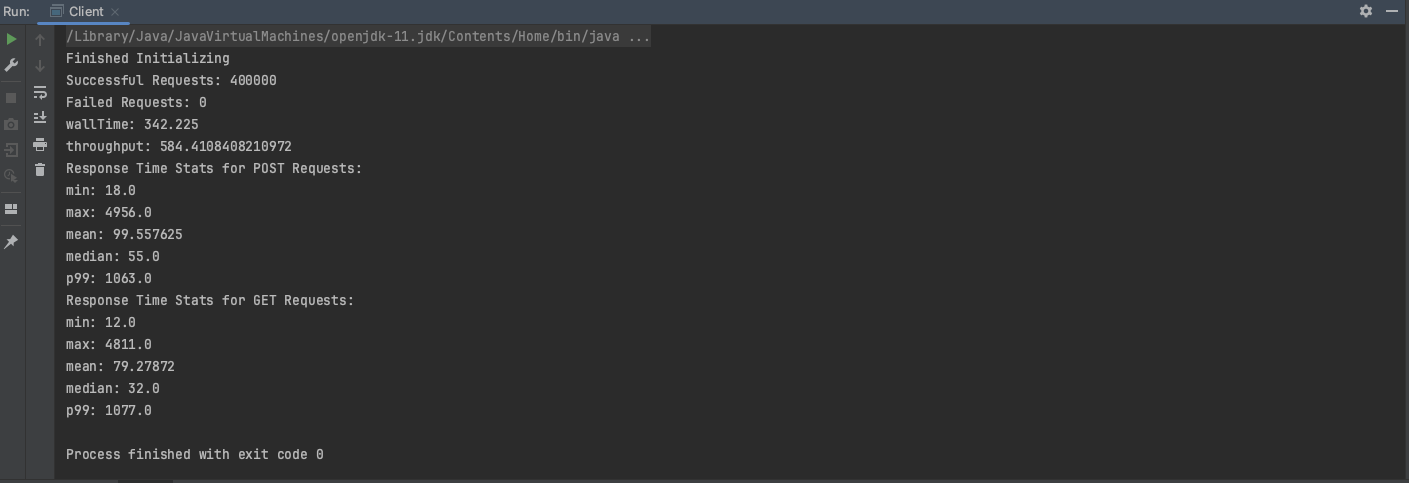 Run: Client
/Library/Java/JavaVirtualMachines/openjdk-11.jdk/Contents/Home/bin/java ...
Finished Initializing
Successful Requests: 400000
Failed Requests: 0
wallTime: 342.225
throughput: 584.4108408210972
Response Time Stats for POST Requests:
min: 18.0
max: 4956.0
mean: 99.557625
median: 55.0
p99: 1063.0
Response Time Stats for GET Requests:
min: 12.0
max: 4811.0
mean: 79.27872
median: 32.0
p99: 1077.0
Process finished with exit code 0